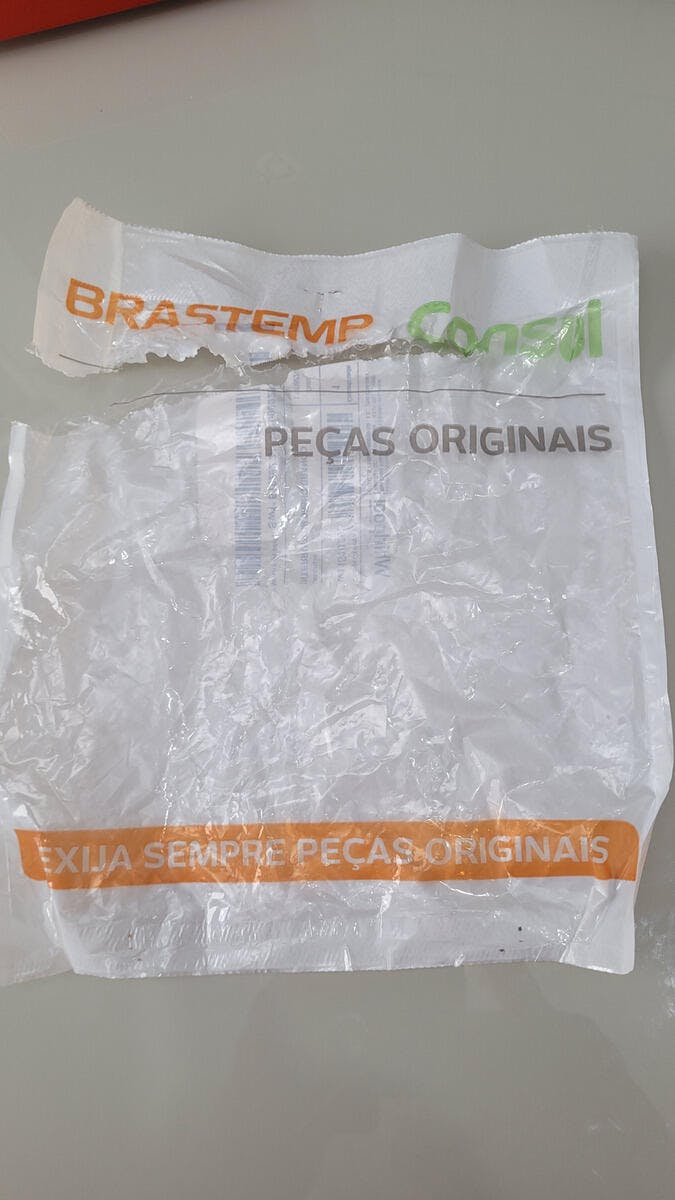 BRASTEMP Consul
PEÇAS ORIGINAIS
EXIJA SEMPRE PEÇAS ORIGINAIS